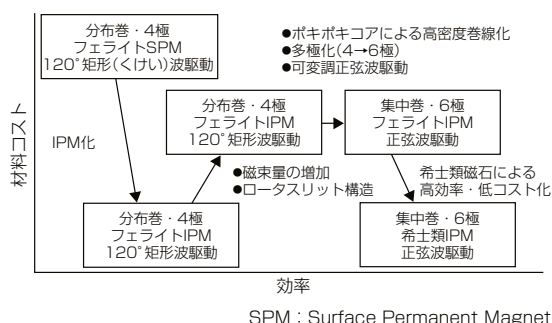 分布巻・4極
フェライトSPM
120°矩形(くけい)波駆動
●ポキポキコアによる高密度巻線化
●多極化(4→6極)
●可変調正弦波駆動
材料コスト
IPM化
分布巻・4極
フェライトIPM
120°矩形波駆動
集中巻・6極
フェライトIPM
正弦波駆動
●磁束量の増加
●ロータスリット構造
希士類磁石による
高効率・低コスト化
分布巻・4極
フェライトIPM
120°矩形波駆動
集中巻・6極
希士類IPM
正弦波駆動
効率
SPM：Surface Permanent Magnet